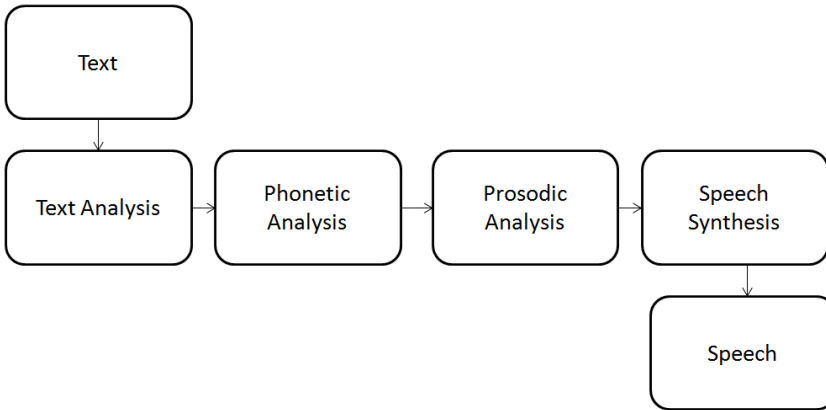 Text
Text Analysis
Phonetic
Analysis
Prosodic
Analysis
Speech
Synthesis
Speech